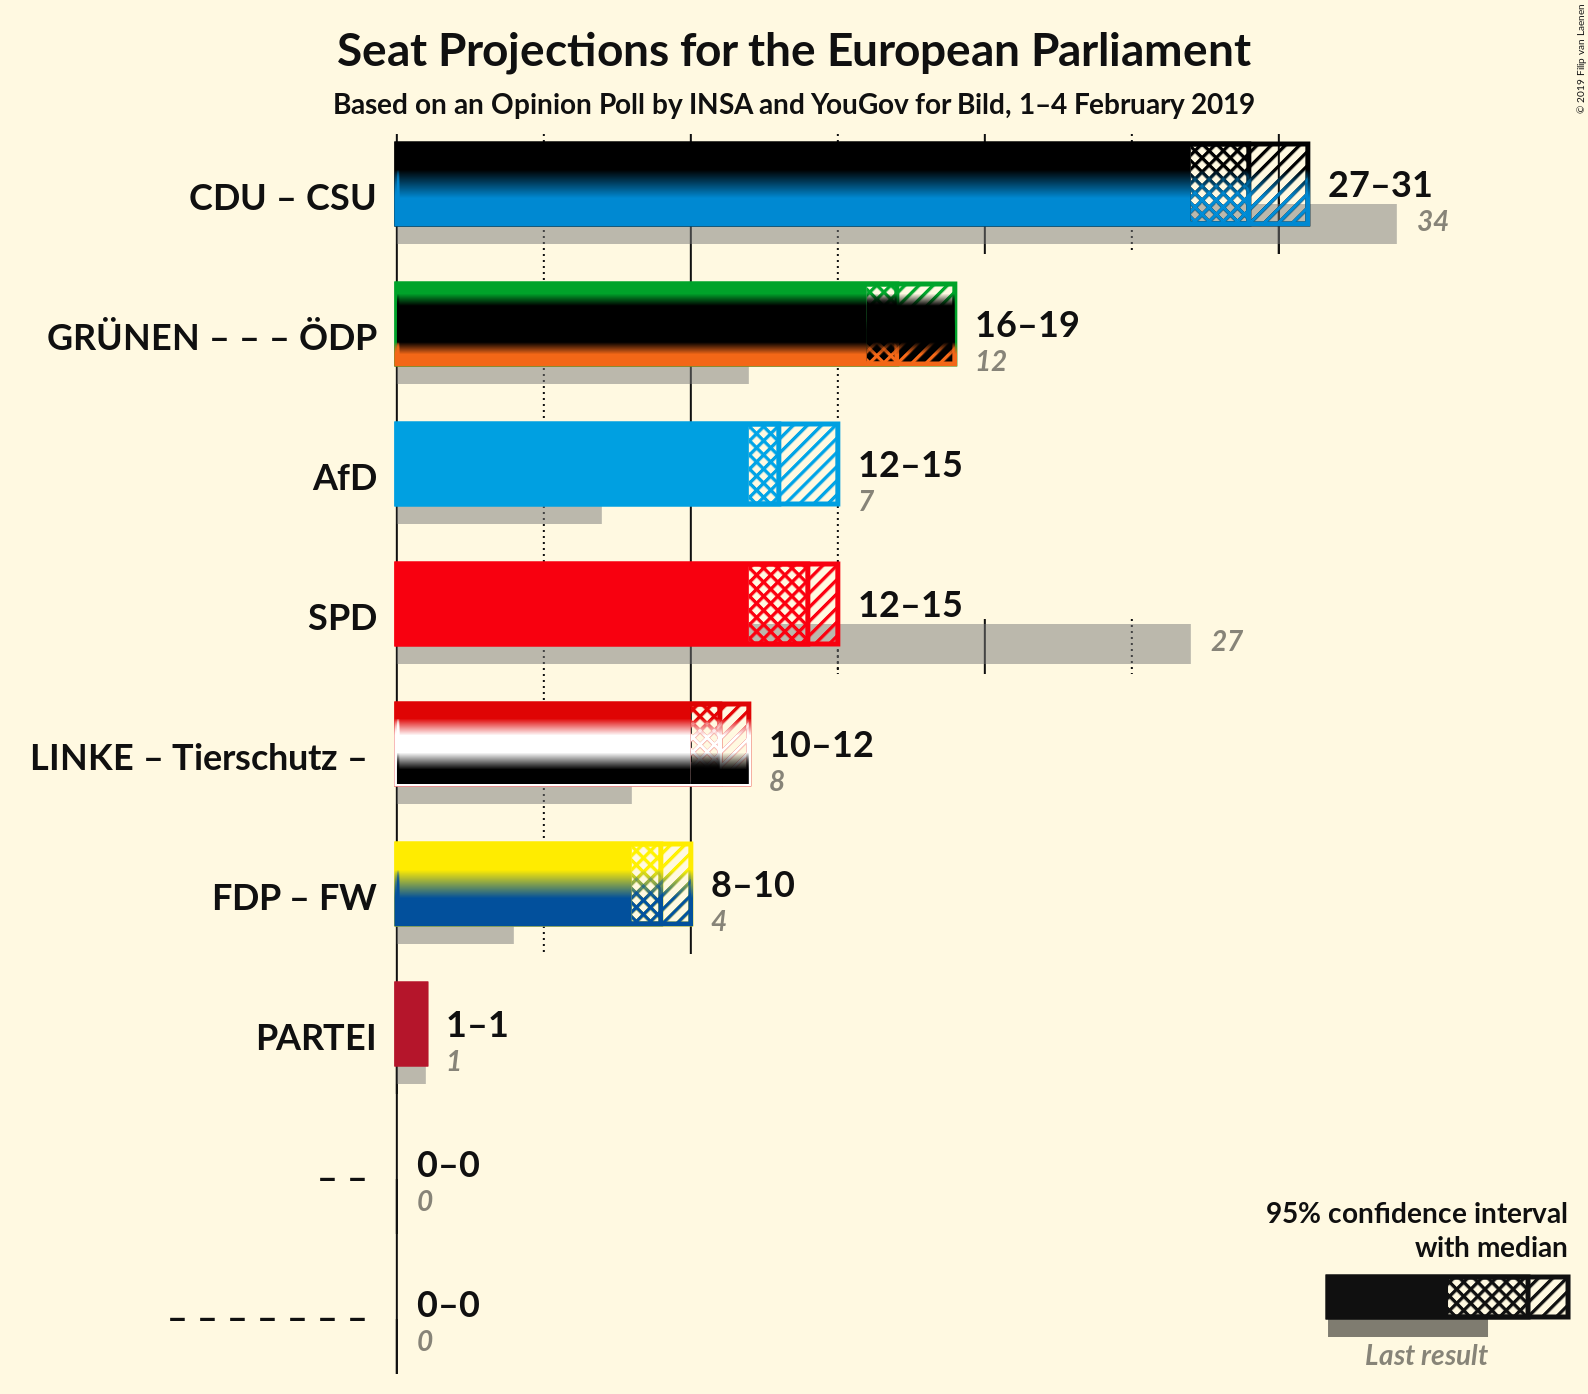 Seat Projections for the European Parliament
Based on an Opinion Poll by INSA and YouGov for Bild, 1–4 February 2019
© 2019 Filip van Laenen
CDU – CSU
27–31
34
GRÜNEN – – – ÖDP
16–19
12
AfD
12–15
7
SPD
12–15
27
LINKE – Tierschutz –
10–12
8
FDP – FW
8–10
4
PARTEI
1–1
1
– –
0–0
0
– – – – – – –
0–0
0
95% confidence interval
with median
Last result